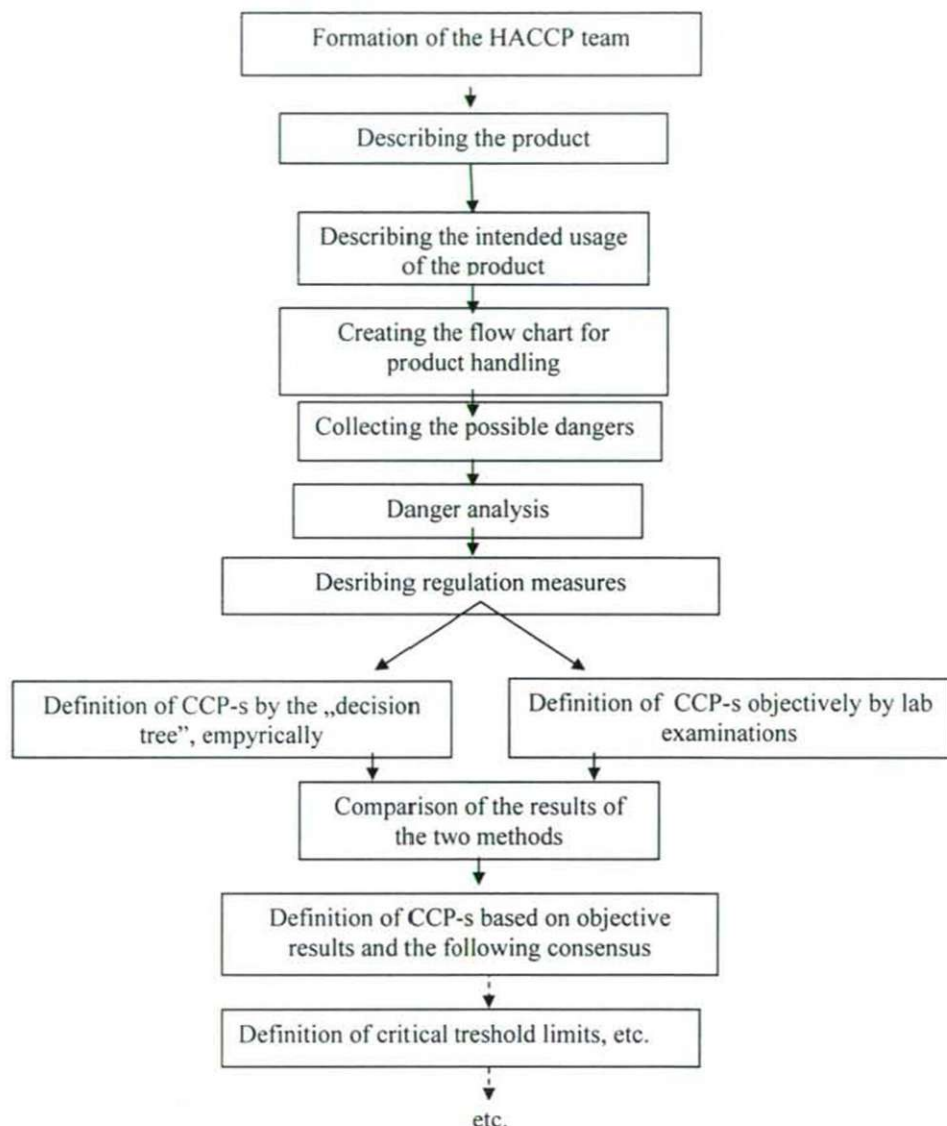 Formation of the HACCP team
Describing the product
Describing the intended usage
of the product
Creating the flow chart for
product handling
Collecting the possible dangers
Danger analysis
Desribing regulation measures
Definition of CCP-s by the „decision
tree”, empyrically
Definition of CCP-s objectively by lab
examinations
Comparison of the results of
the two methods
Definition of CCP-s based on objective
results and the following consensus
Definition of critical treshold limits, etc.
etc.